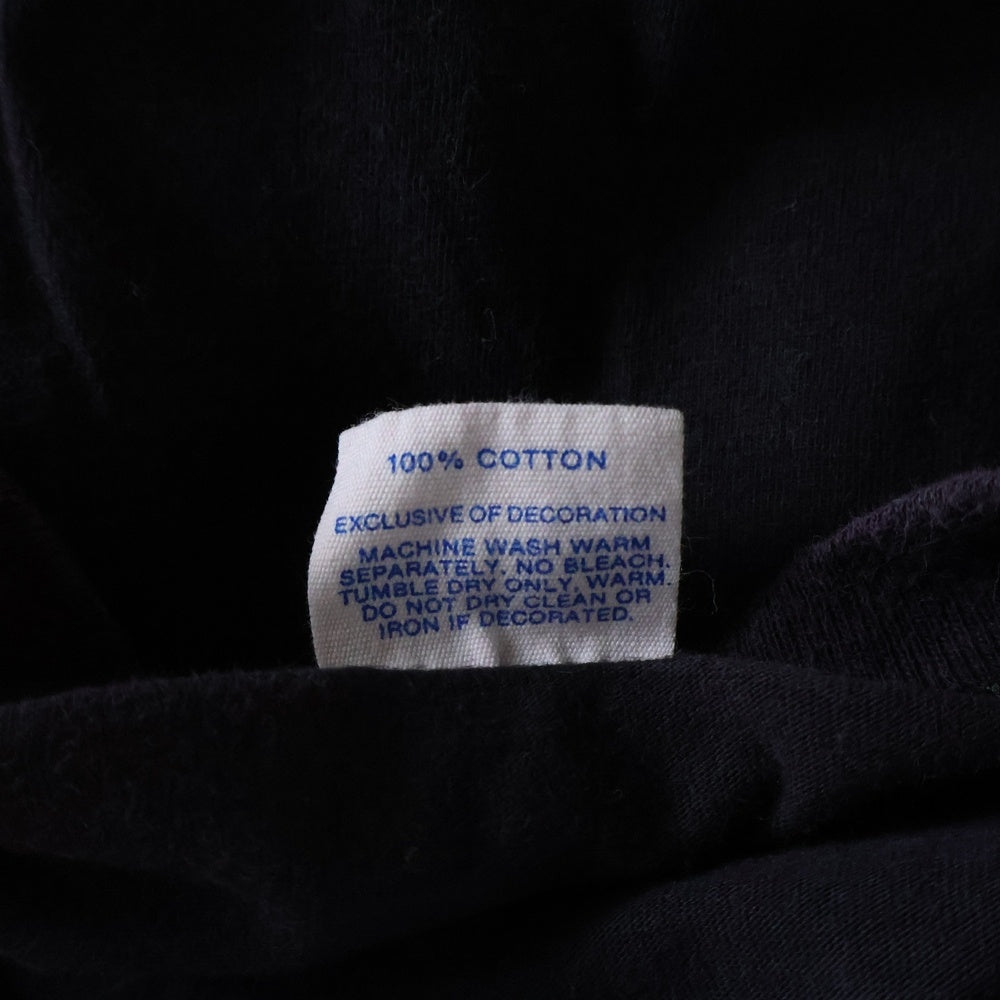 100% COTTON
EXCLUSIVE OF DECORATION
MACHINE WASH WARM
SEPARATELY. NO BLEACH.
TUMBLE DRY ONLY, WARM.
DO NOT DRY CLEAN OR
IRON IF DECORATED.